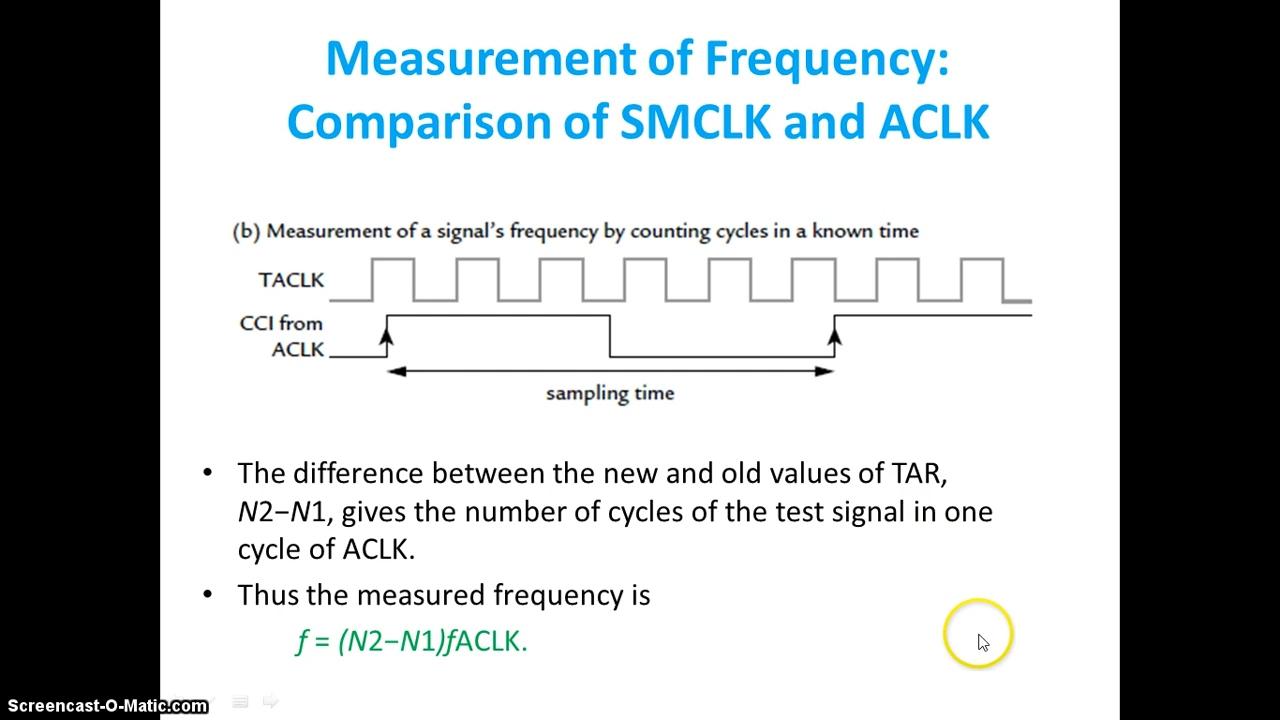 Measurement of Frequency:
Comparison of SMCLK and ACLK
(b) Measurement of a signal's frequency by counting cycles in a known time
TACLK
CCI from
ACLK
sampling time
• The difference between the new and old values of TAR,
N2−N1, gives the number of cycles of the test signal in one
cycle of ACLK.
• Thus the measured frequency is
f = (N2−N1)fACLK.
Screencast-O-Matic.com